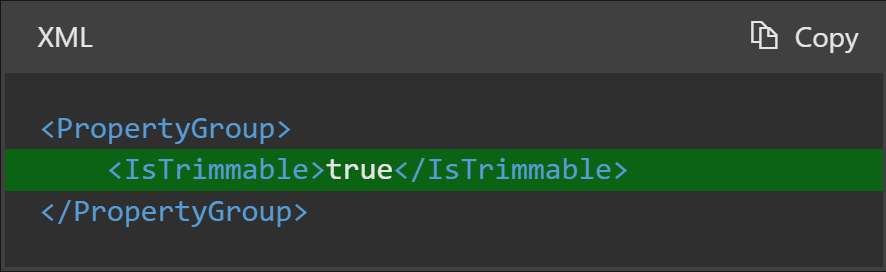 XML
Copy
<PropertyGroup>
<IsTrimmable>true</IsTrimmable>
</PropertyGroup>